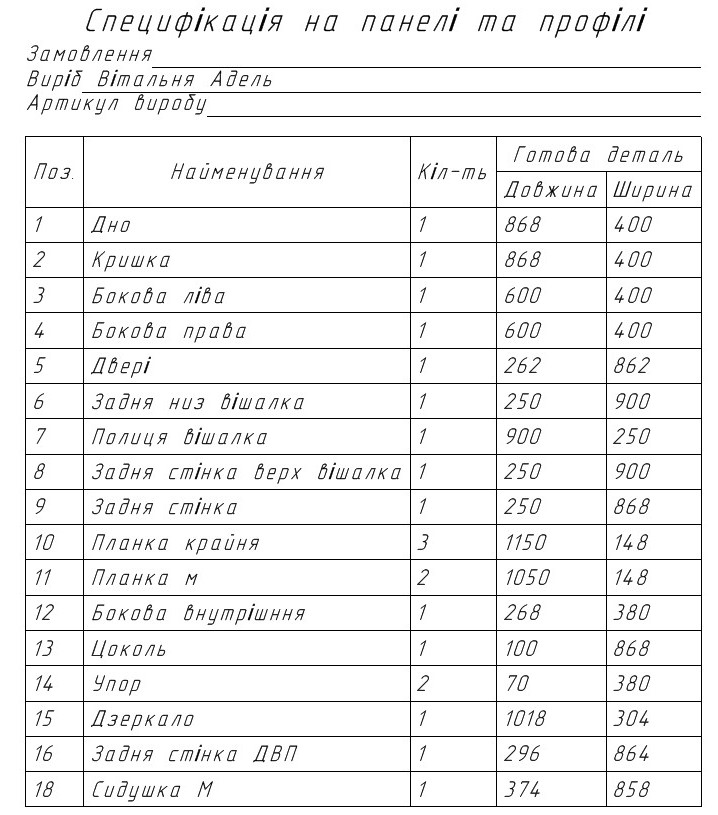 Специфікація на панелі та профілі
Замовлення
Виріб Вітальня Адель
Артикул виробу
Поз. Найменування Кіл-ть Готова деталь
Довжина Ширина
1 Дно 1 868 400
2 Кришка 1 868 400
3 Бокова ліва 1 600 400
4 Бокова права 1 600 400
5 Двері 1 262 862
6 Задня низ вішалка 1 250 900
7 Полиця вішалка 1 900 250
8 Задня стінка верх вішалка 1 250 900
9 Задня стінка 1 250 868
10 Планка крайня 3 1150 148
11 Планка м 2 1050 148
12 Бокова внутрішння 1 268 380
13 Цоколь 1 100 868
14 Упор 2 70 380
15 Дзеркало 1 1018 304
16 Задня стінка ДВП 1 296 864
18 Сидушка М 1 374 858